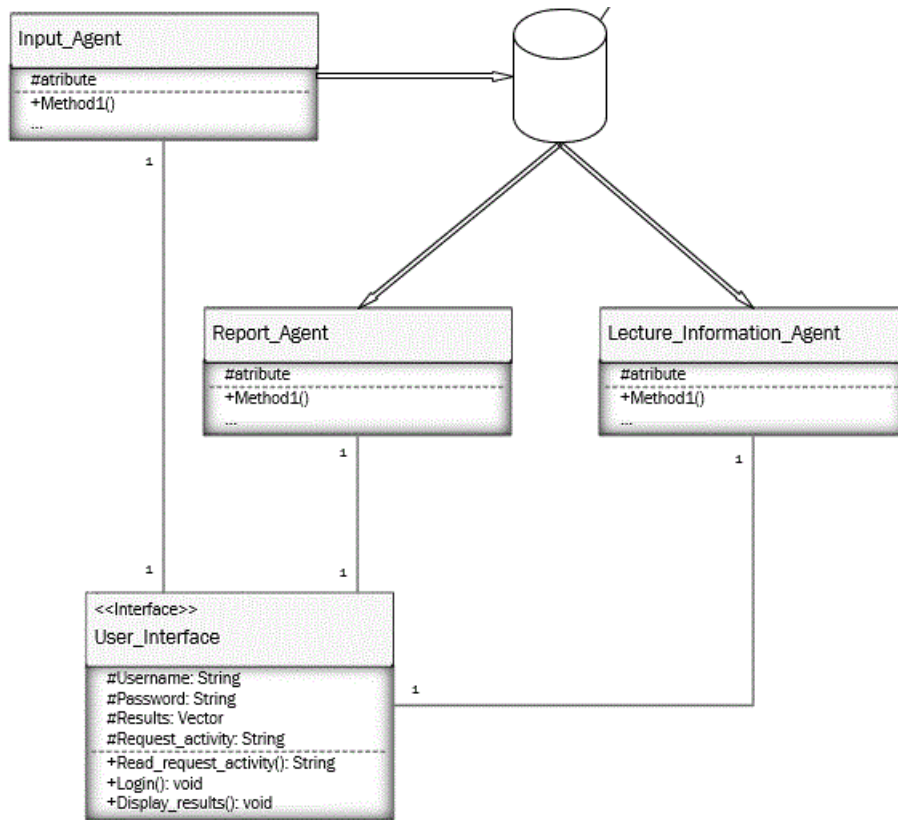 Input_Agent
#atribute
+Method1()
...
1
Report_Agent
#atribute
+Method1()
...
Lecture_Information_Agent
#atribute
+Method1()
...
1
1
1
1
<<Interface>>
User_Interface
#Username: String
#Password: String
#Results: Vector
#Request_activity: String
+Read_request_activity(): String
+Login(): void
+Display_results(): void
1